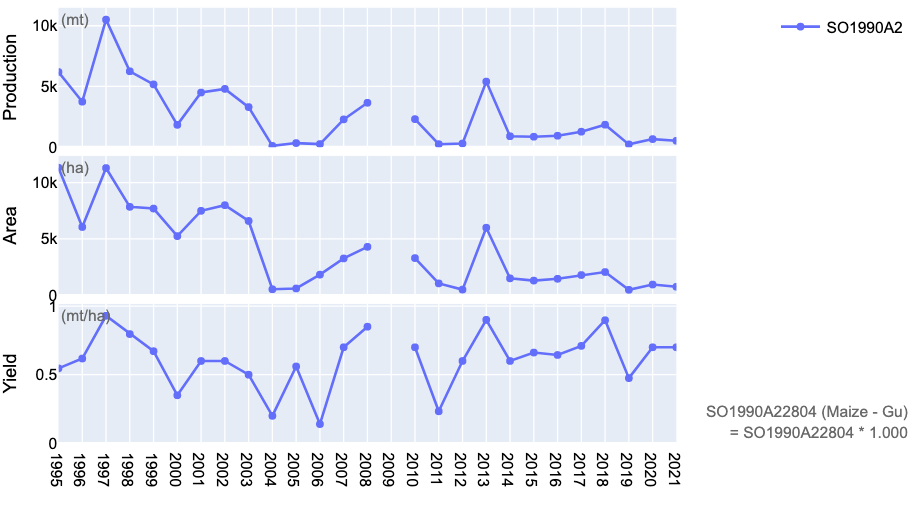 Production
(mt)
10k
5k
0
SO1990A2
Area
(ha)
10k
5k
0
Yield
(mt/ha)
1
0.5
0
1995 1996 1997 1998 1999 2000 2001 2002 2003 2004 2005 2006 2007 2008 2009 2010 2011 2012 2013 2014 2015 2016 2017 2018 2019 2020 2021
SO1990A22804 (Maize - Gu)
= SO1990A22804 * 1.000